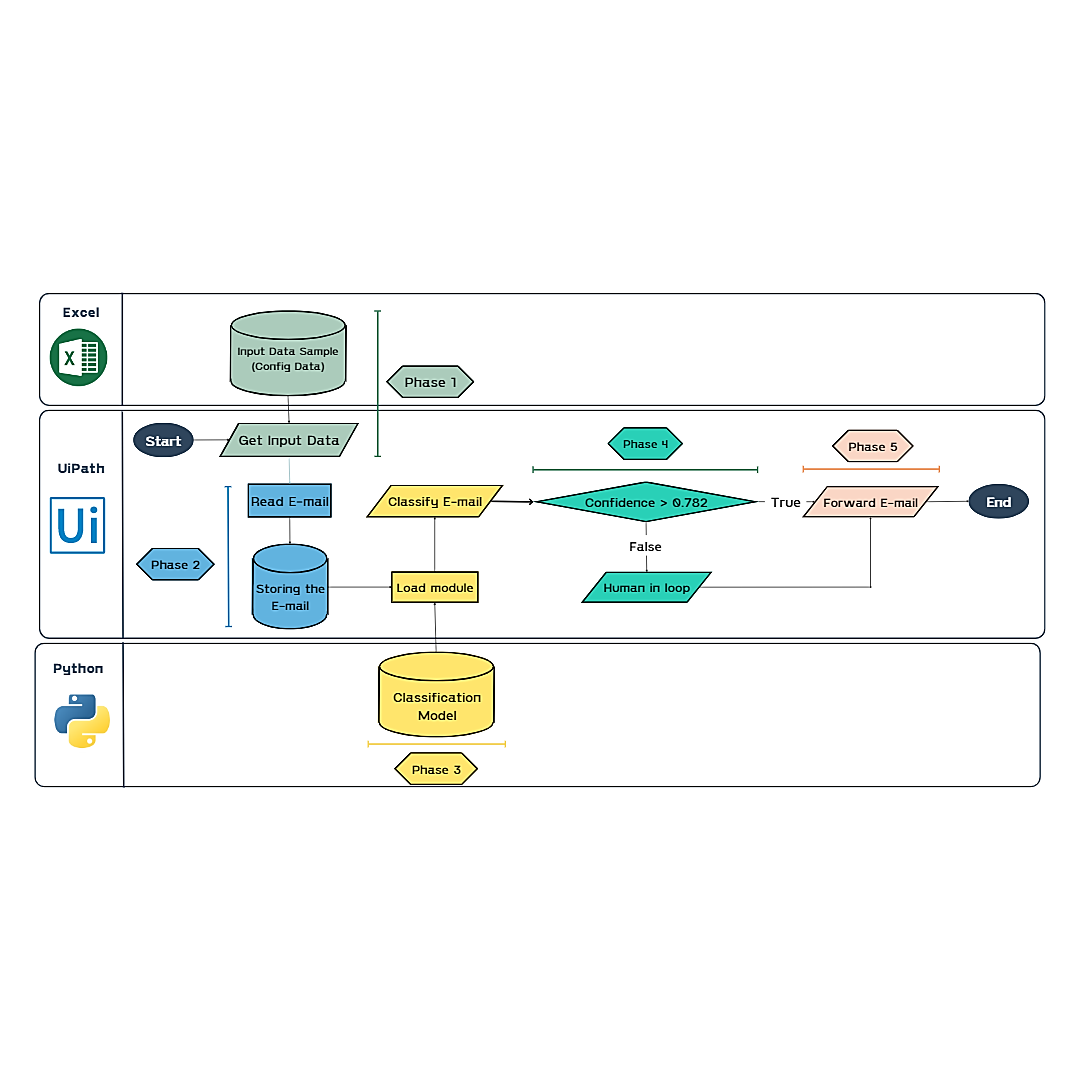 Excel
X
Input Data Sample
(Config Data)
Phase 1
UiPath
Ui
Start
Get Input Data
Phase 4
Phase 5
Read E-mail
Classify E-mail
Confidence > 0.782
True
Forward E-mail
End
False
Phase 2
Storing the
E-mail
Load module
Human in loop
Python
Classification
Model
Phase 3